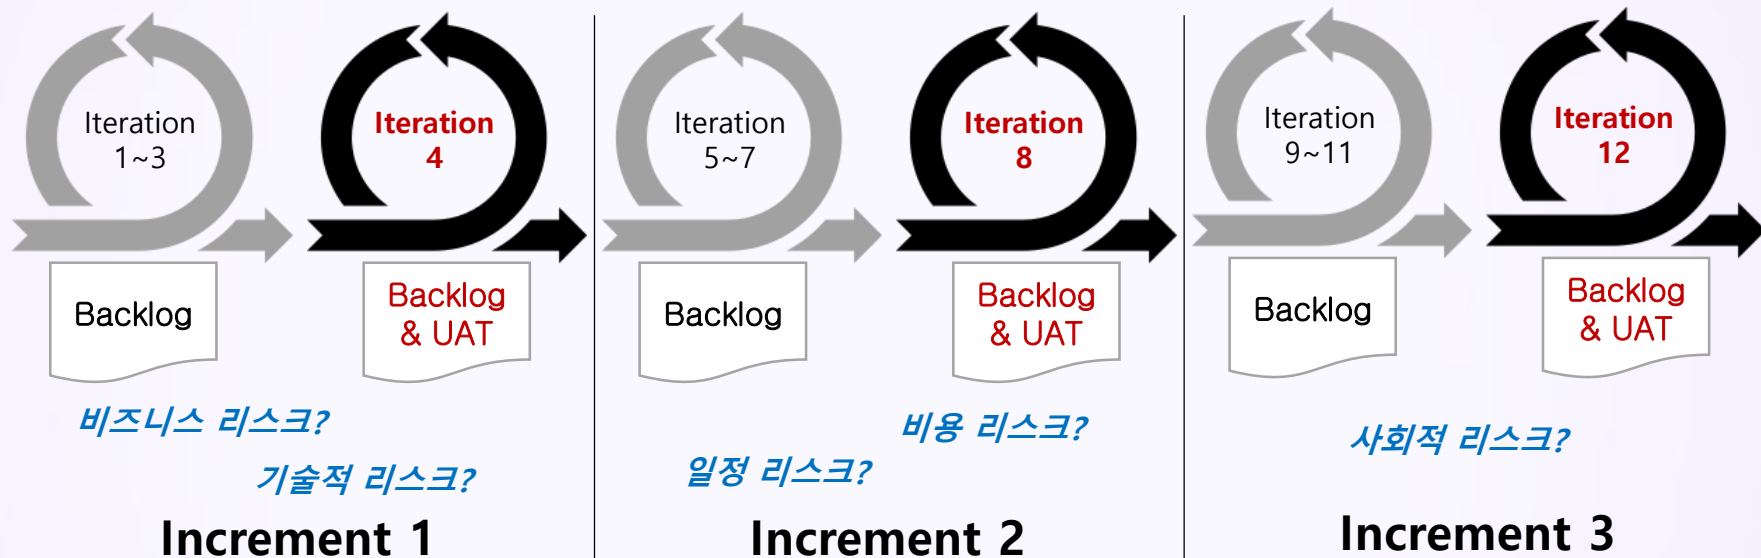 Iteration
1~3
Iteration
4
Backlog
Backlog
& UAT
비즈니스 리스크?
기술적 리스크?
Increment 1
Iteration
5~7
Iteration
8
Backlog
Backlog
& UAT
비용 리스크?
일정 리스크?
Increment 2
Iteration
9~11
Iteration
12
Backlog
Backlog
& UAT
사회적 리스크?
Increment 3